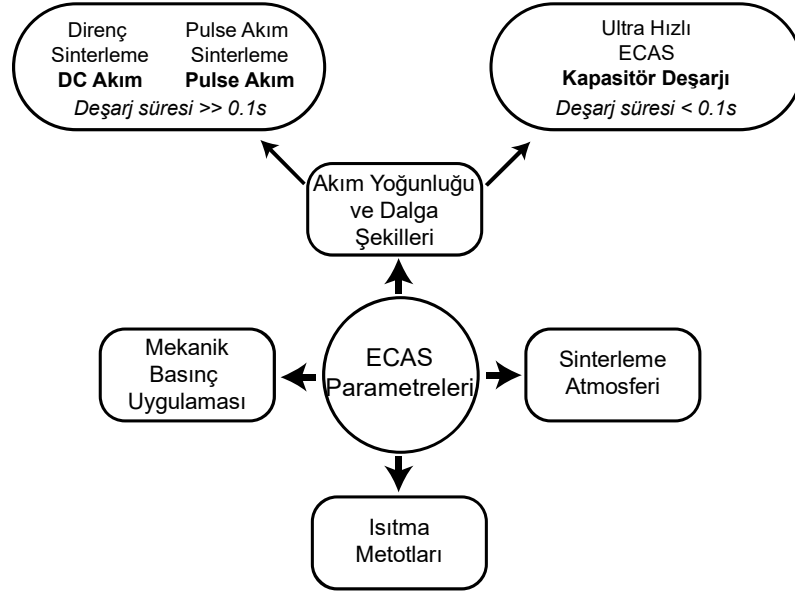 Direnç
Sinterleme
DC Akım
Pulse Akım
Sinterleme
Pulse Akım
Deşarj süresi >> 0.1s
Ultra Hızlı
ECAS
Kapasitör Deşarjı
Deşarj süresi < 0.1s
Akım Yoğunluğu
ve Dalga
Şekilleri
Mekanik
Basınç
Uygulaması
ECAS
Parametreleri
Sinterleme
Atmosferi
Isıtma
Metotları